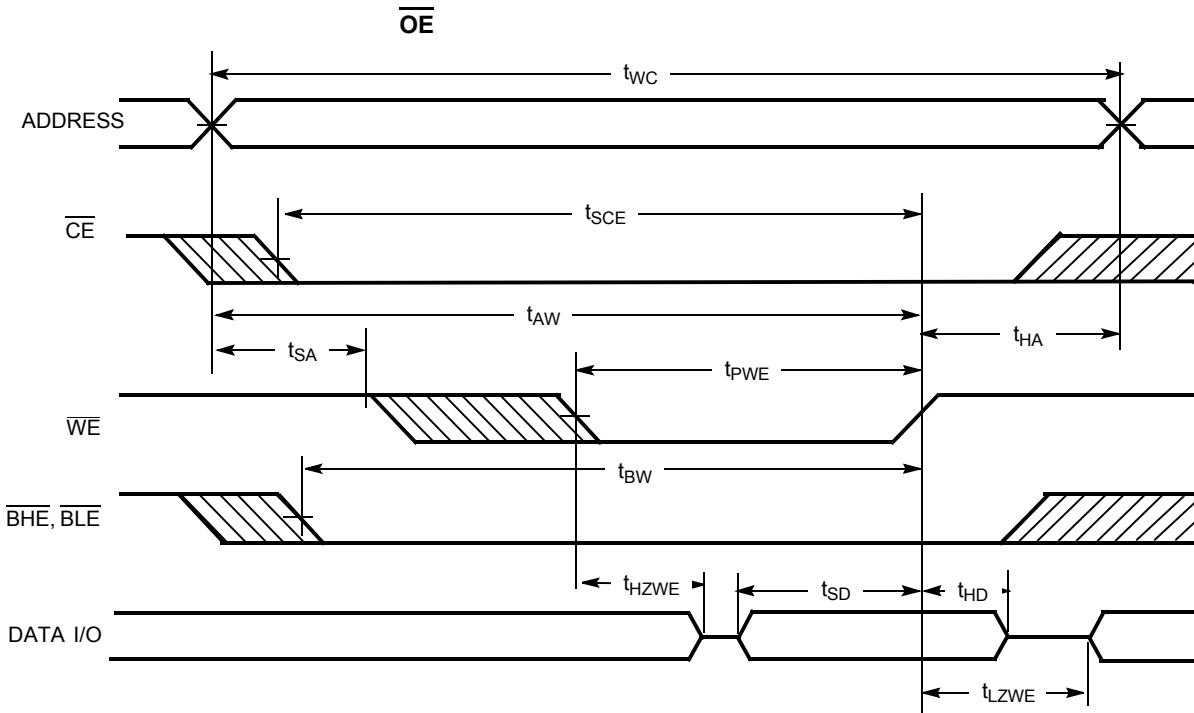 OE
tWC
ADDRESS
tSCE
CE
tAW
tHA
tSA
tPWE
WE
tBW
BHE, BLE
tHZWE
tSD
tHD
DATA I/O
tLZWE